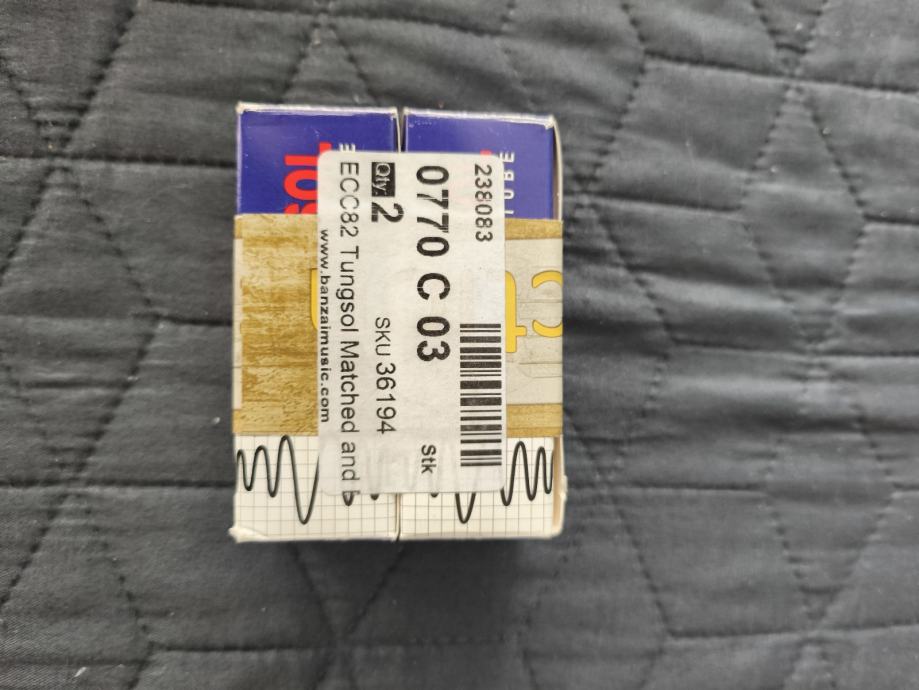 238083
0770 C 03
Stk
Qty. 2
SKU 36194
ECC82 Tungsol Matched and
www.banzaimusic.com